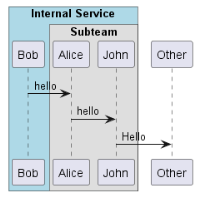 Internal Service
Subteam
Bob Alice John Other
hello
hello
Hello
Bob Alice John Other